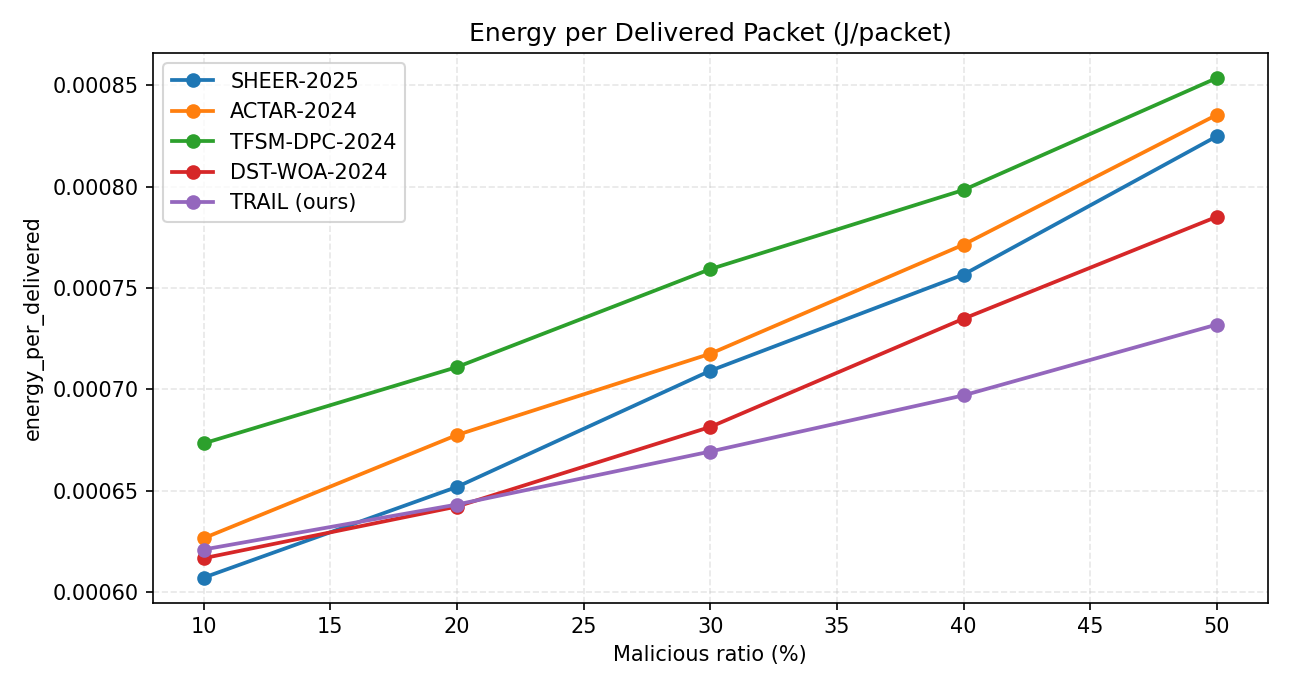 Energy per Delivered Packet (J/packet)
SHEER-2025
ACTAR-2024
TFSM-DPC-2024
DST-WOA-2024
TRAIL (ours)
energy_per_delivered
0.00085
0.00080
0.00075
0.00070
0.00065
0.00060
10 15 20 25 30 35 40 45 50
Malicious ratio (%)